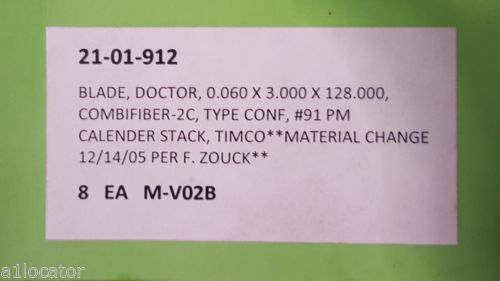 21-01-912
BLADE, DOCTOR, 0.060 X 3.000 X 128.000,
COMBIFIBER-2C, TYPE CONF, #91 PM
CALENDER STACK, TIMCO**MATERIAL CHANGE
12/14/05 PER F. ZOUCK**
8 EA M-V02B
a1locator